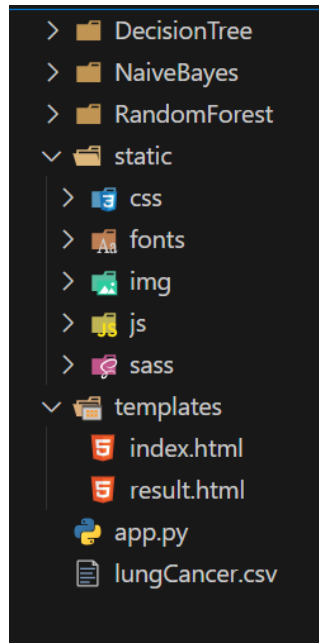 DecisionTree
NaiveBayes
RandomForest
static
css
fonts
img
js
sass
templates
index.html
result.html
app.py
lungCancer.csv